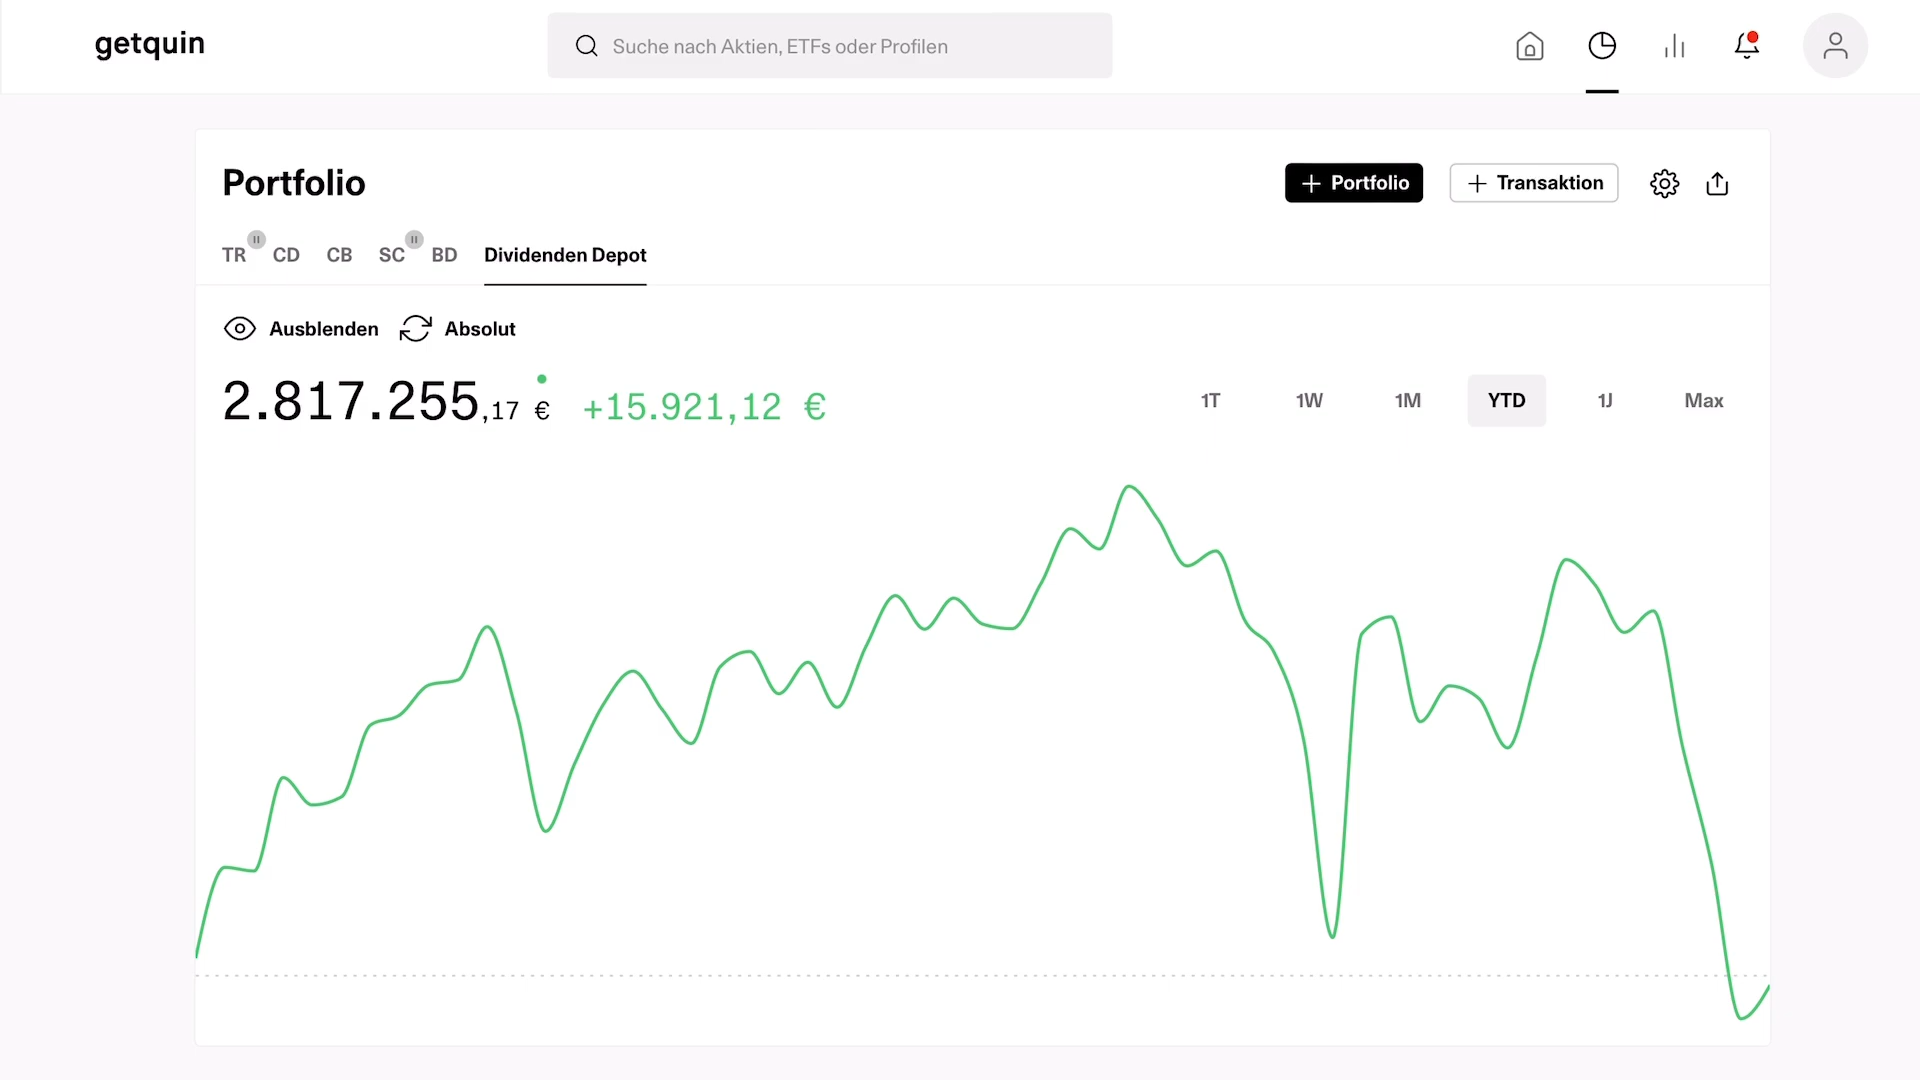 getquin
Suche nach Aktien, ETFs oder Profilen
Portfolio
+ Portfolio
+ Transaktion
TR CD CB SC BD Dividenden Depot
Ausblenden Absolut
2.817.255,17 € +15.921,12 €
1T 1W 1M YTD 1J Max